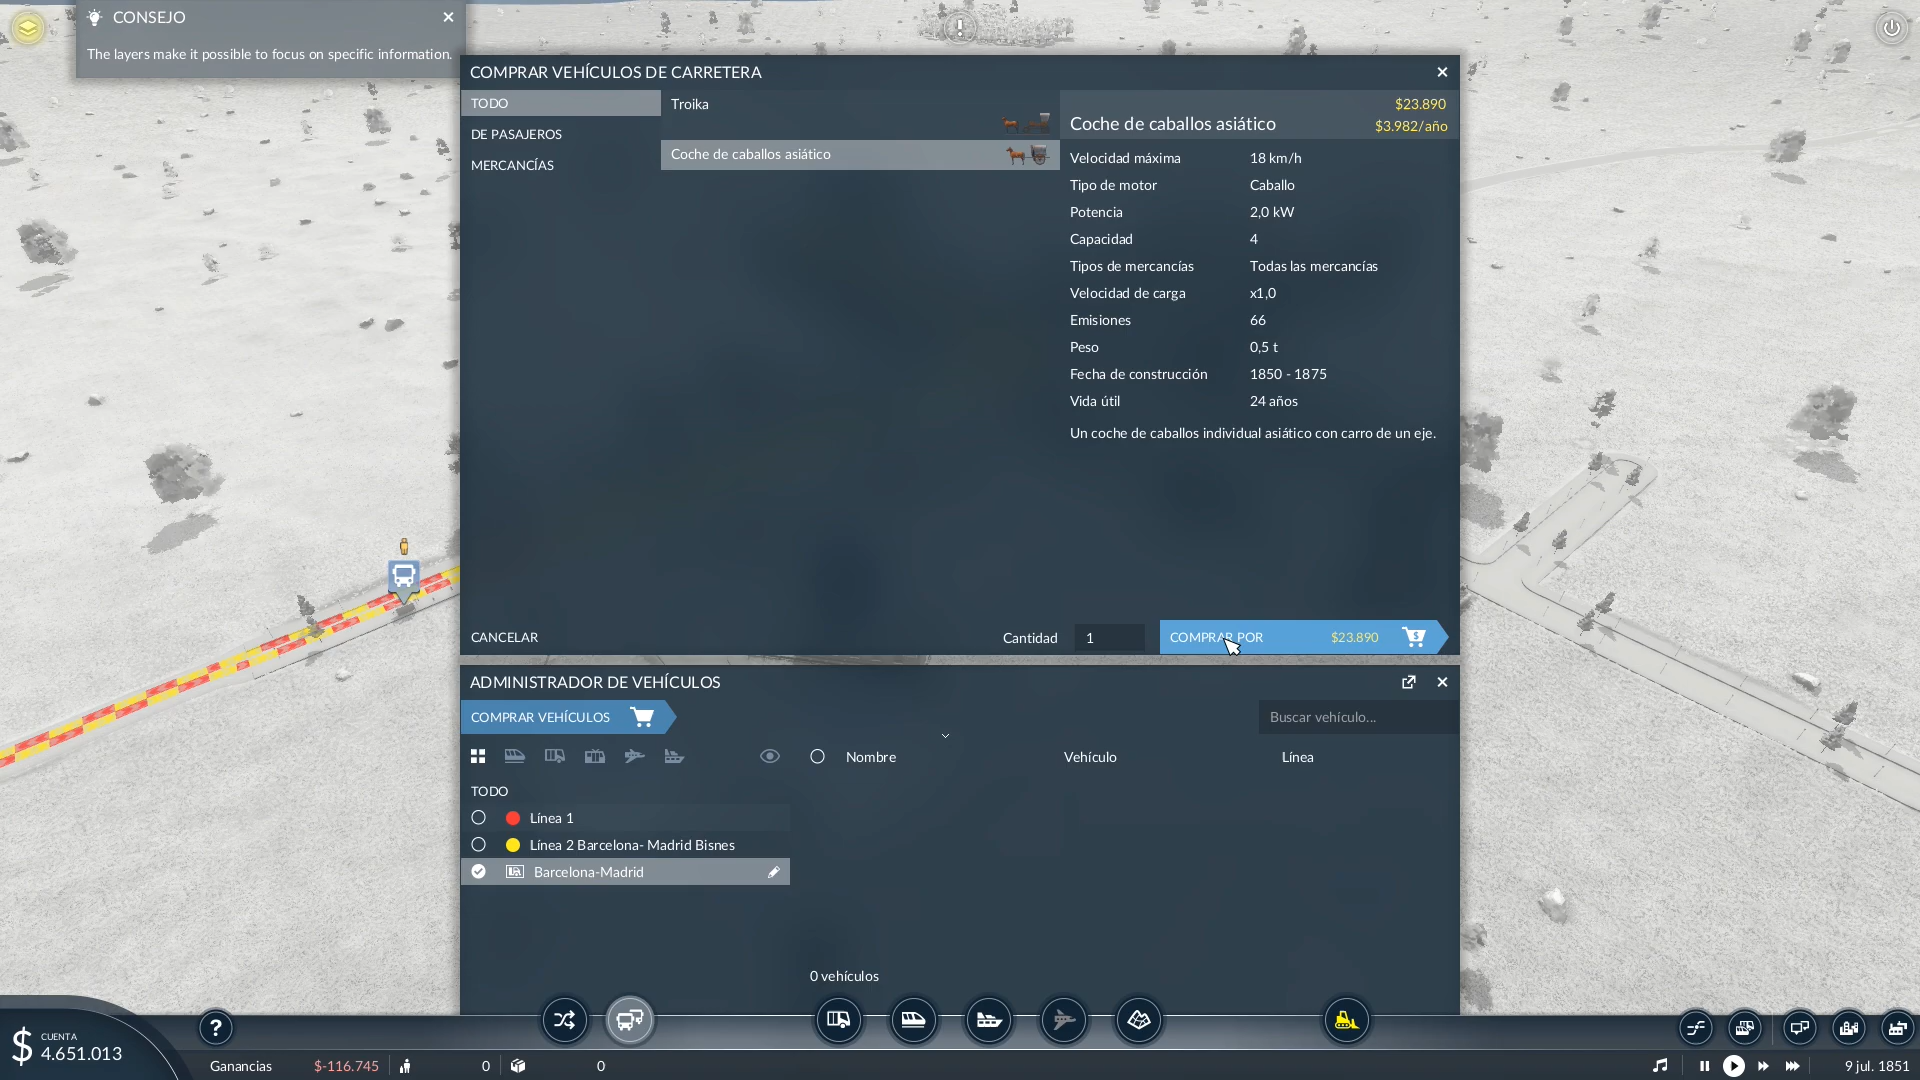 CONSEJO
The layers make it possible to focus on specific information.
COMPRAR VEHÍCULOS DE CARRETERA
TODO
DE PASAJEROS
MERCANCÍAS
Troika
Coche de caballos asiático
$23.890
Coche de caballos asiático
$3.982/año
Velocidad máxima 18 km/h
Tipo de motor Caballo
Potencia 2,0 kW
Capacidad 4
Tipos de mercancías Todas las mercancías
Velocidad de carga x1,0
Emisiones 66
Peso 0,5 t
Fecha de construcción 1850 - 1875
Vida útil 24 años
Un coche de caballos individual asiático con carro de un eje.
CANCELAR
Cantidad 1
COMPRAR POR $23.890
ADMINISTRADOR DE VEHÍCULOS
COMPRAR VEHÍCULOS
Buscar vehículo...
Nombre Vehículo Línea
TODO
Línea 1
Línea 2 Barcelona- Madrid Bisnes
Barcelona-Madrid
0 vehículos
CUENTA
$ 4.651.013
?
Ganancias $-116.745 0 0
9 jul. 1851